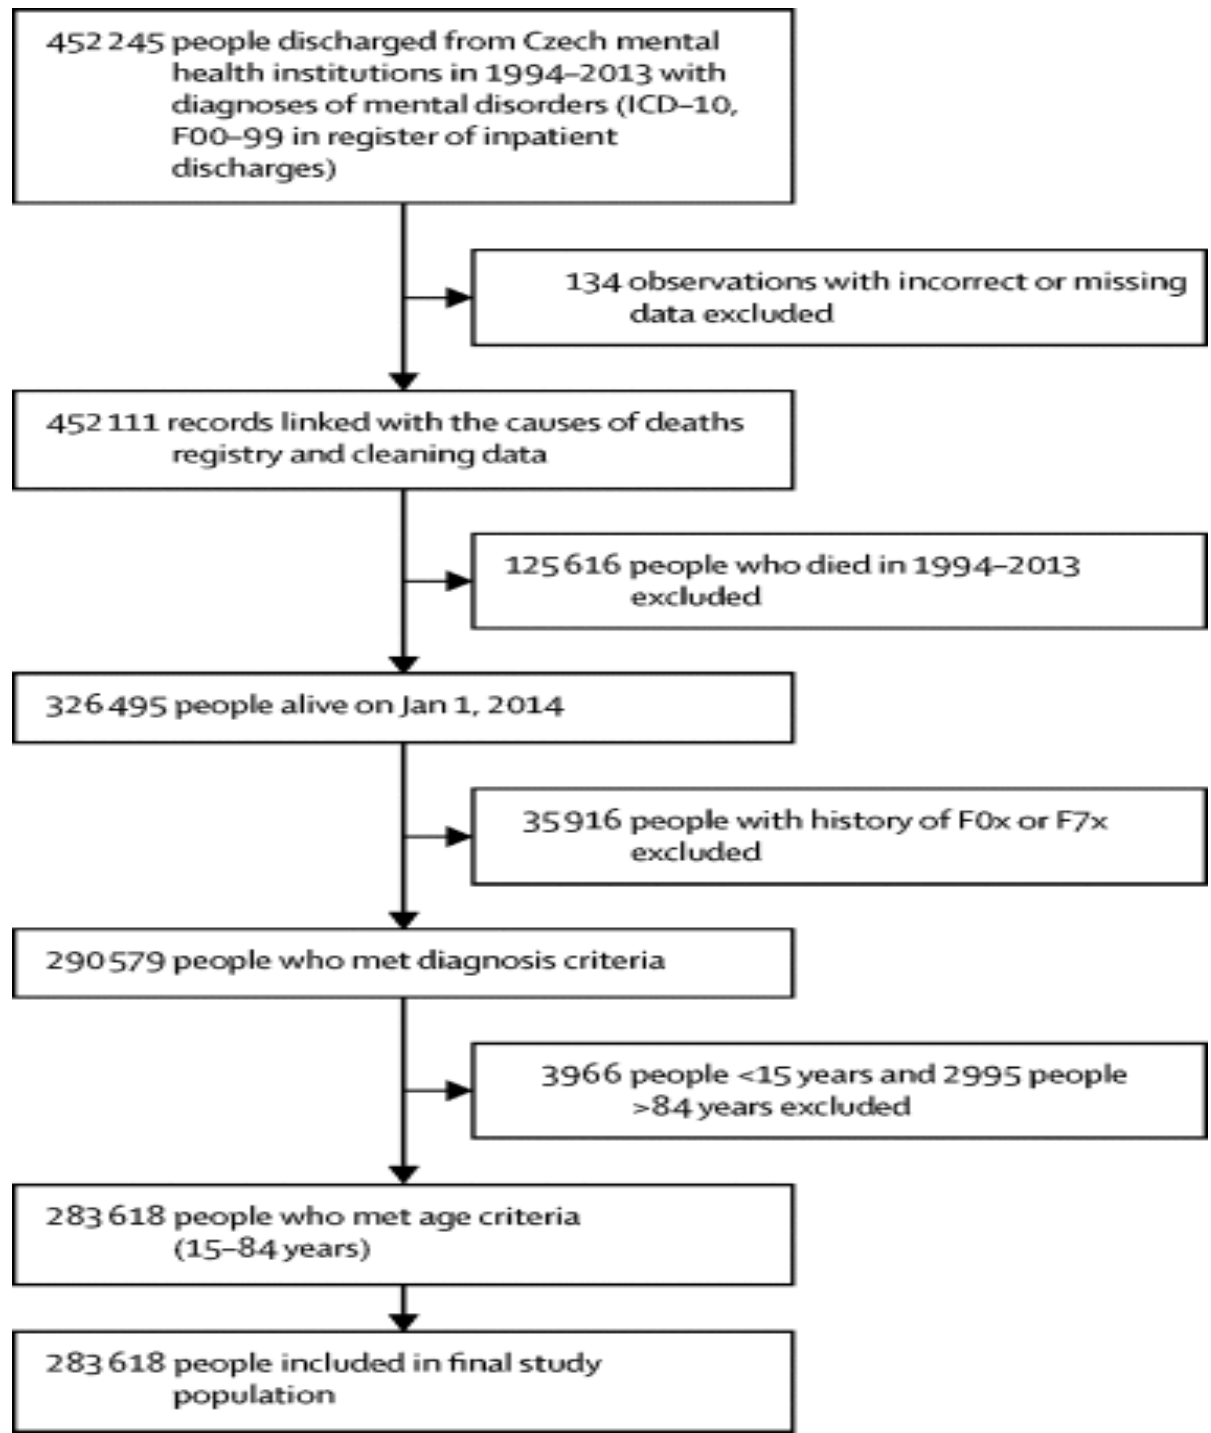 452 245 people discharged from Czech mental
health institutions in 1994–2013 with
diagnoses of mental disorders (ICD–10,
F00–99 in register of inpatient
discharges)
134 observations with incorrect or missing
data excluded
452 111 records linked with the causes of deaths
registry and cleaning data
125 616 people who died in 1994–2013
excluded
326 495 people alive on Jan 1, 2014
35 916 people with history of F0x or F7x
excluded
290 579 people who met diagnosis criteria
3966 people <15 years and 2995 people
>84 years excluded
283 618 people who met age criteria
(15–84 years)
283 618 people included in final study
population